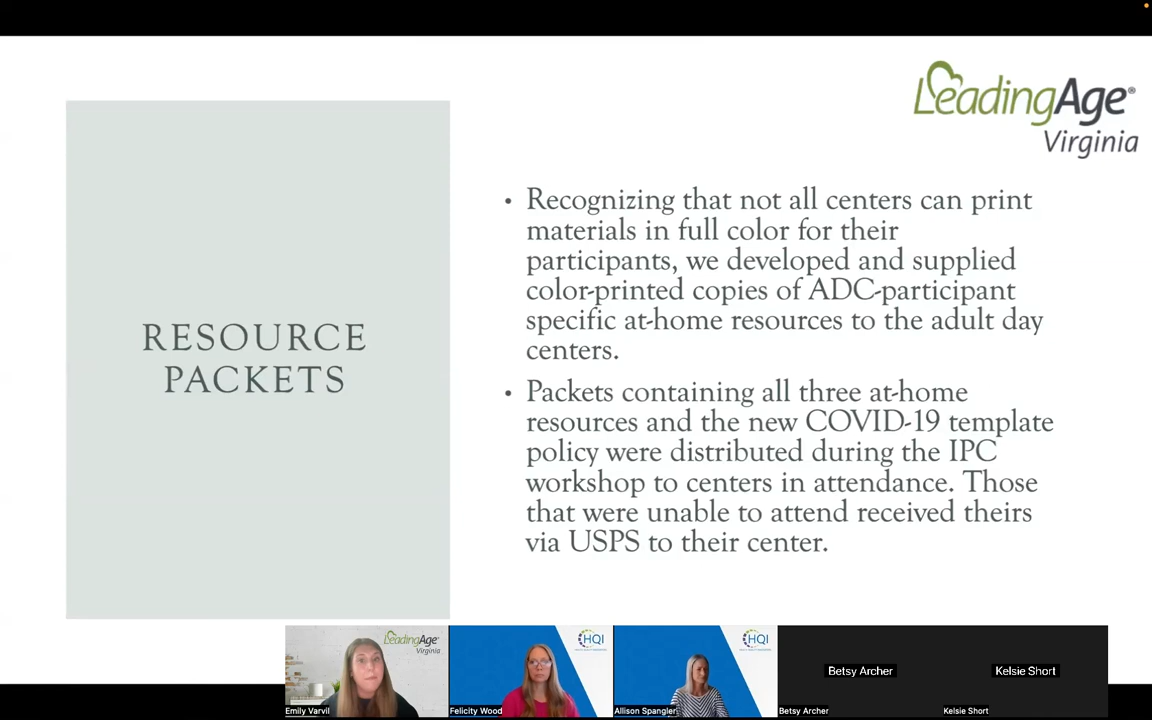 LeadingAge®
Virginia
RESOURCE
PACKETS
• Recognizing that not all centers can print
materials in full color for their
participants, we developed and supplied
color-printed copies of ADC-participant
specific at-home resources to the adult day
centers.
• Packets containing all three at-home
resources and the new COVID-19 template
policy were distributed during the IPC
workshop to centers in attendance. Those
that were unable to attend received theirs
via USPS to their center.
LeadingAge
Virginia
HQI
HQI
Betsy Archer
Kelsie Short
Emily Varvil
Felicity Wood
Allison Spangler
Betsy Archer
Kelsie Short